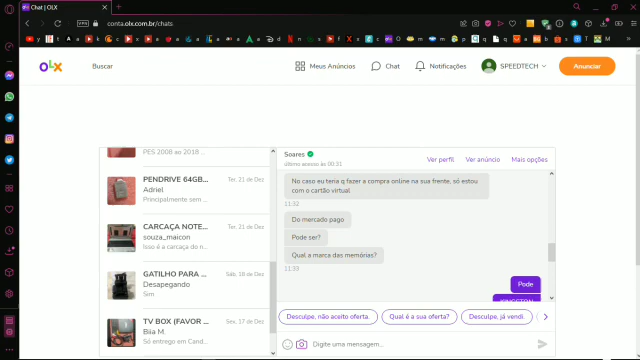 Chat | OLX
VPN
conta.olx.com.br/chats
OLX
Buscar
Meus Anúncios
Chat
Notificações
SPEEDTECH
Anunciar
PES 2008 ao 2018 ...
PENDRIVE 64GB...
Ter, 21 de Dez
Adriel
Principalmente sem ...
CARCAÇA NOTE...
Ter, 21 de Dez
souza_maicon
Isso é a carcaça do n...
GATILHO PARA ...
Sáb, 18 de Dez
Desapegando
Sim
TV BOX (FAVOR ...
Sex, 17 de Dez
Biia M.
Só entrego em Cand...
Soares
último acesso às 00:31
Ver perfil
Ver anúncio
Mais opções
No caso eu teria q fazer a compra online na sua frente, só estou
com o cartão virtual
11:32
Do mercado pago
Pode ser?
Qual a marca das memórias?
11:33
Pode
KINGSTON
Desculpe, não aceito oferta.
Qual é a sua oferta?
Desculpe, já vendi.
Digite uma mensagem...